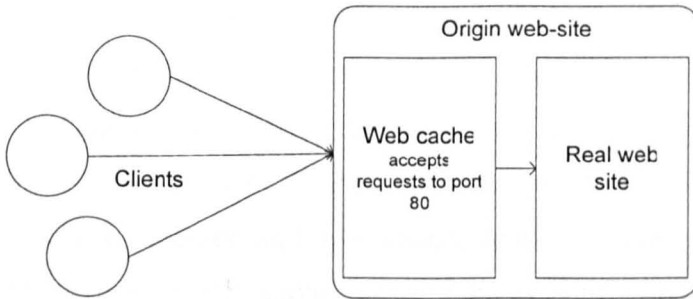 Origin web-site
Web cache
accepts
requests to port
80
Real web
site
Clients